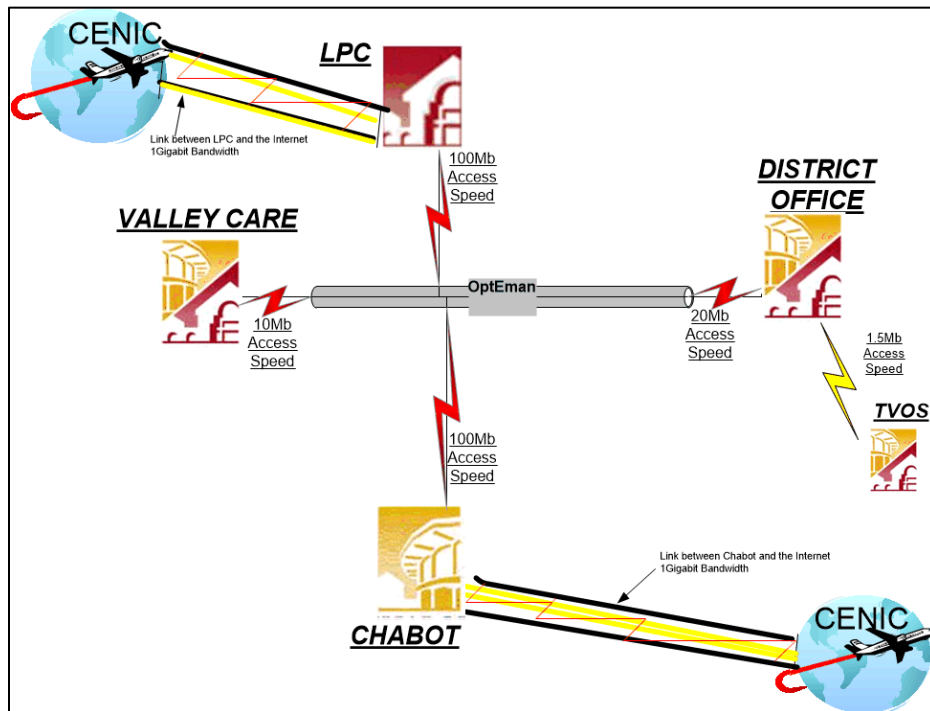 CENIC
LPC
Link between LPC and the Internet
1Gigabit Bandwidth
100Mb
Access
Speed
DISTRICT
OFFICE
VALLEY CARE
OptEman
10Mb
Access
Speed
20Mb
Access
Speed
1.5Mb
Access
Speed
TVOS
100Mb
Access
Speed
Link between Chabot and the Internet
1Gigabit Bandwidth
CHABOT
CENIC